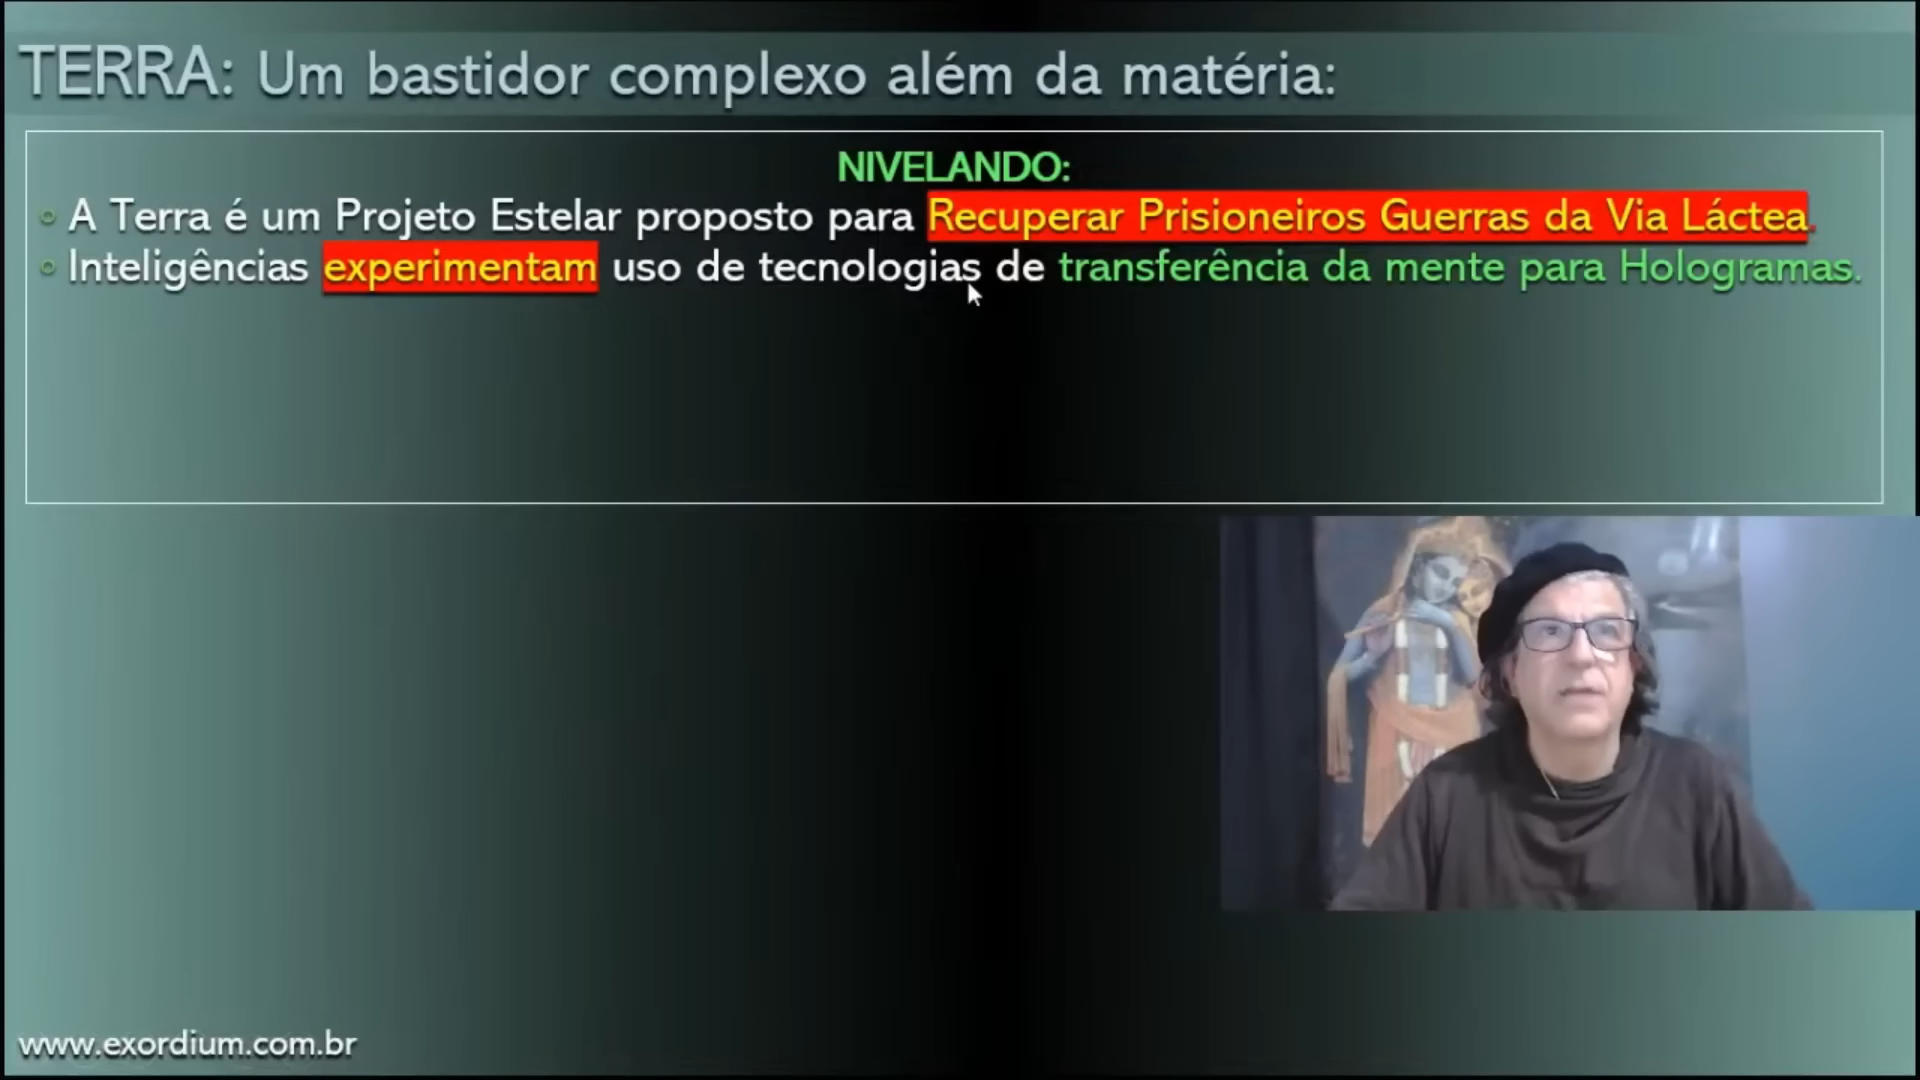 TERRA: Um bastidor complexo além da matéria:
NIVELANDO:
A Terra é um Projeto Estelar proposto para Recuperar Prisioneiros Guerras da Via Láctea.
Inteligências experimentam uso de tecnologias de transferência da mente para Hologramas.
www.exordium.com.br